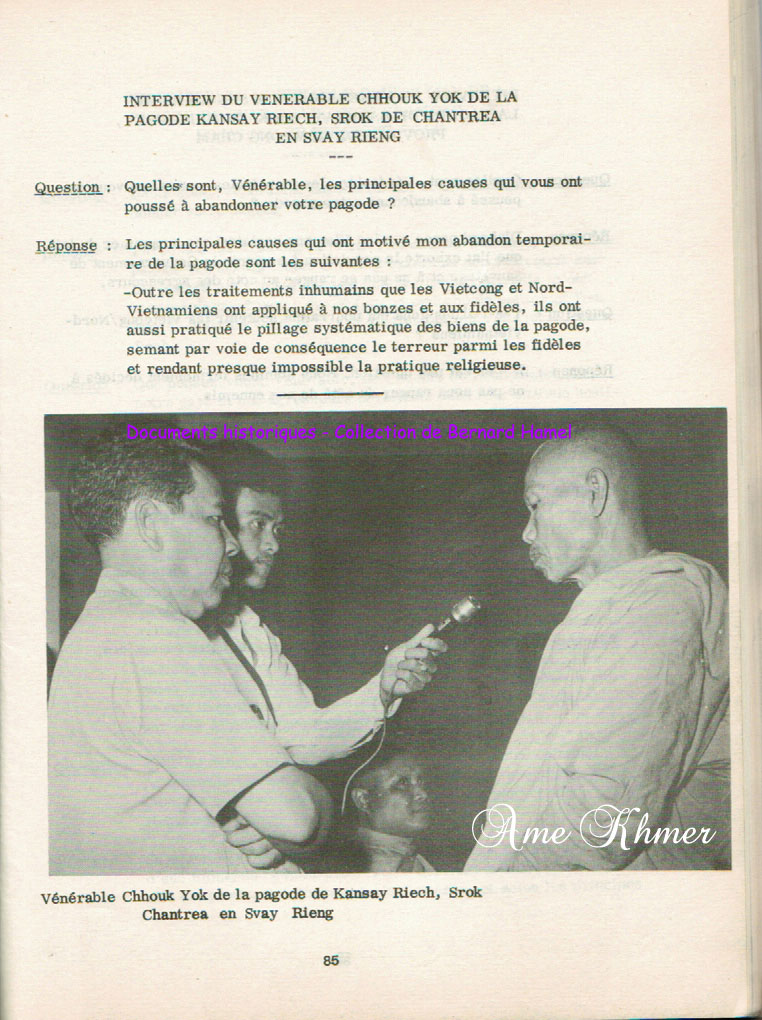 INTERVIEW DU VENERABLE CHHOUK YOK DE LA
PAGODE KANSAY RIECH, SROK DE CHANTREA
EN SVAY RIENG
---
Question : Quelles sont, Vénérable, les principales causes qui vous ont
poussé à abandonner votre pagode ?
Réponse : Les principales causes qui ont motivé mon abandon temporai-
re de la pagode sont les suivantes :
-Outre les traitements inhumains que les Vietcong et Nord-
Vietnamiens ont appliqué à nos bonzes et aux fidèles, ils ont
aussi pratiqué le pillage systématique des biens de la pagode,
semant par voie de conséquence le terreur parmi les fidèles
et rendant presque impossible la pratique religieuse.
Documents historiques - Collection de Bernard Hamel
Ame Khmer
Vénérable Chhouk Yok de la pagode de Kansay Riech, Srok
Chantrea en Svay Rieng
85